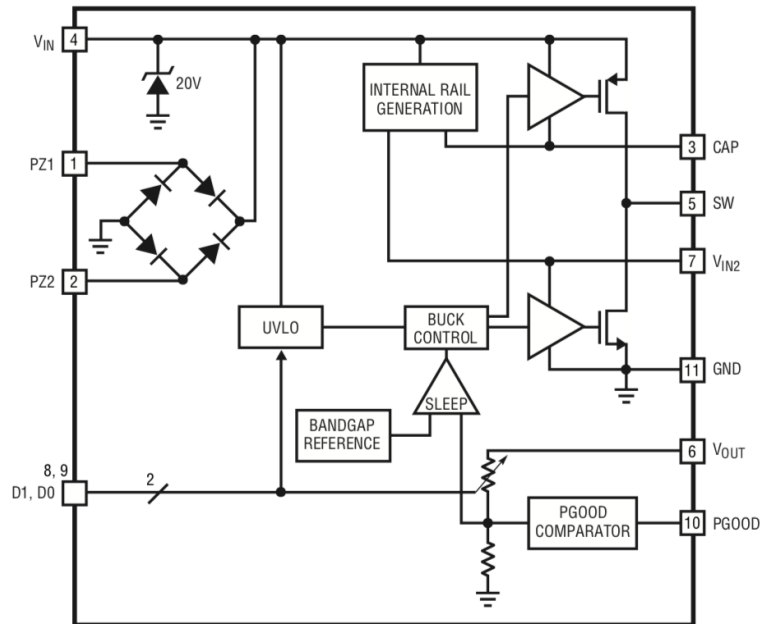 VIN 4
20V
INTERNAL RAIL
GENERATION
3 CAP
PZ1 1
5 SW
7 VIN2
PZ2 2
UVLO
BUCK
CONTROL
11 GND
SLEEP
BANDGAP
REFERENCE
6 VOUT
8, 9
D1, D0
2
PGOOD
COMPARATOR
10 PGOOD